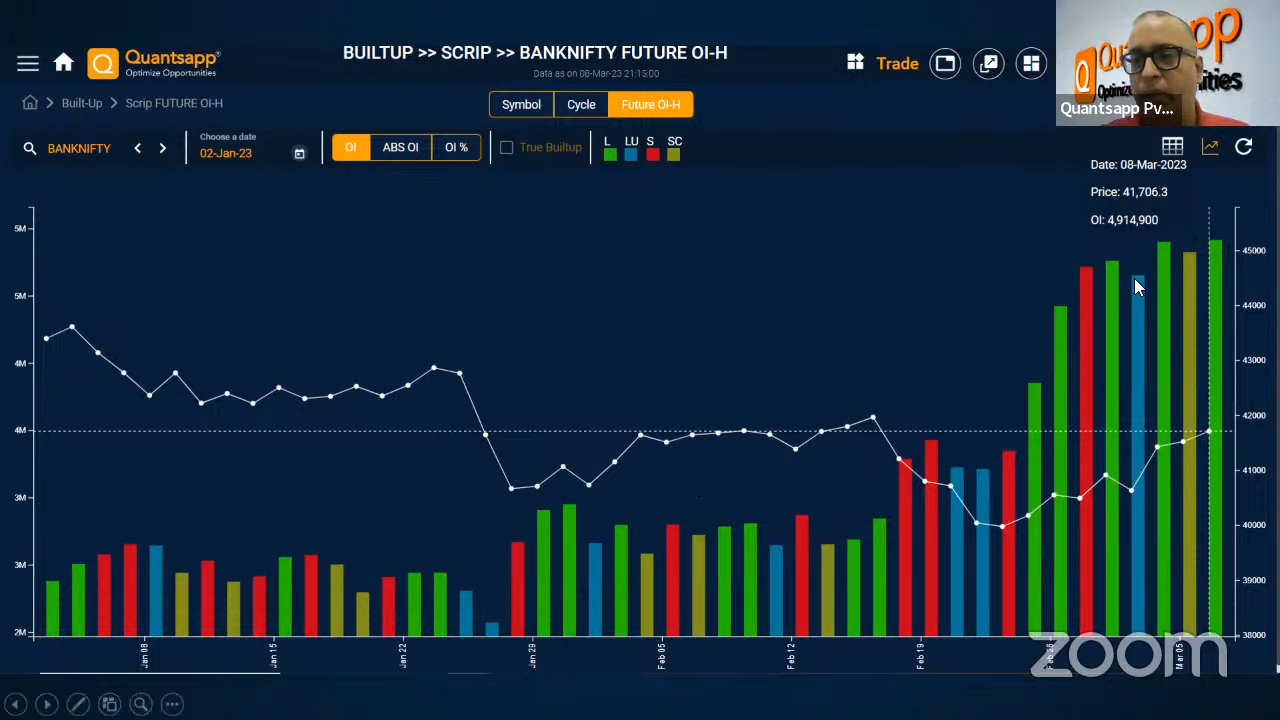 Quantsapp
Optimize Opportunities
BUILTUP >> SCRIP >> BANKNIFTY FUTURE OI-H
Data as on 08-Mar-23 21:15:00
Trade
Quantsapp Pv...
Built-Up
Scrip FUTURE OI-H
Symbol
Cycle
Future OI-H
BANKNIFTY
Choose a date
02-Jan-23
OI
ABS OI
OI %
True Builtup
L LU S SC
Date: 08-Mar-2023
Price: 41,706.3
OI: 4,914,900
5M
5M
4M
4M
3M
3M
2M
45000
44000
43000
42000
41000
40000
39000
38000
Jan 08
Jan 15
Jan 22
Jan 29
Feb 05
Feb 12
Feb 19
Mar 05
zoom